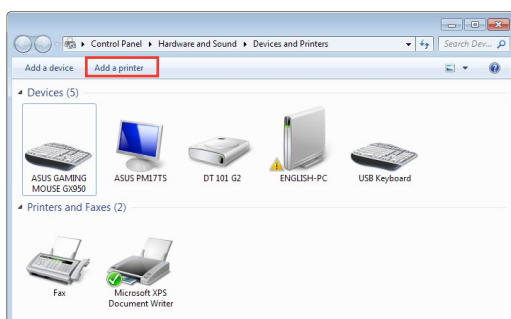 Control Panel ▸ Hardware and Sound ▸ Devices and Printers
Search Dev...
Add a device Add a printer
Devices (5)
ASUS GAMING MOUSE GX950
ASUS PM17TS
DT 101 G2
ENGLISH-PC
USB Keyboard
Printers and Faxes (2)
Fax
Microsoft XPS Document Writer